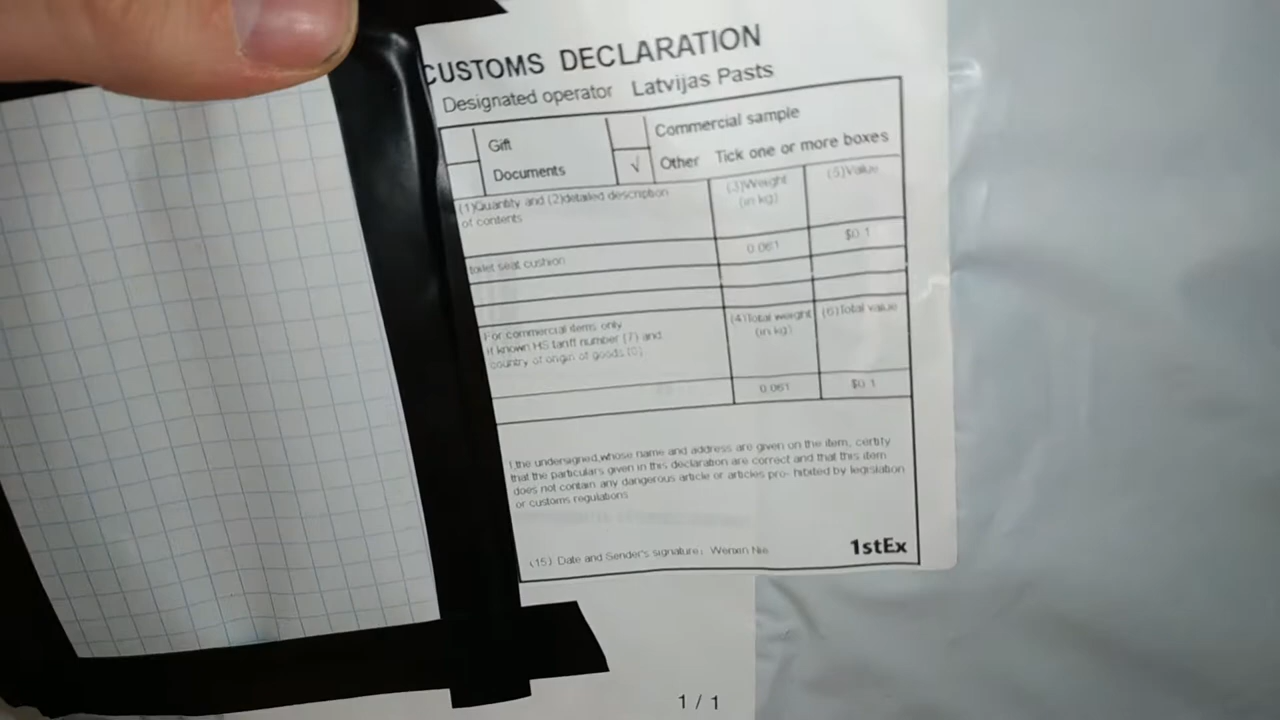 CUSTOMS DECLARATION
Designated operator Latvijas Pasts
Gift
Commercial sample
Documents
√ Other Tick one or more boxes
(1)Quantity and (2)detailed description
of contents
(3)Weight
(in kg)
(5)Value
toilet seat cushion
0.061
$0.1
For commercial items only
if known HS tariff number (7) and
country of origin of goods (8)
(4)Total weight
(in kg)
(6)Total value
0.061
$0.1
I,the undersigned,whose name and address are given on the item, certify
that the particulars given in this declaration are correct and that this item
does not contain any dangerous article or articles pro- hibited by legislation
or customs regulations
(15) Date and Sender's signature: Wenxin Nie
1stEx
1 / 1